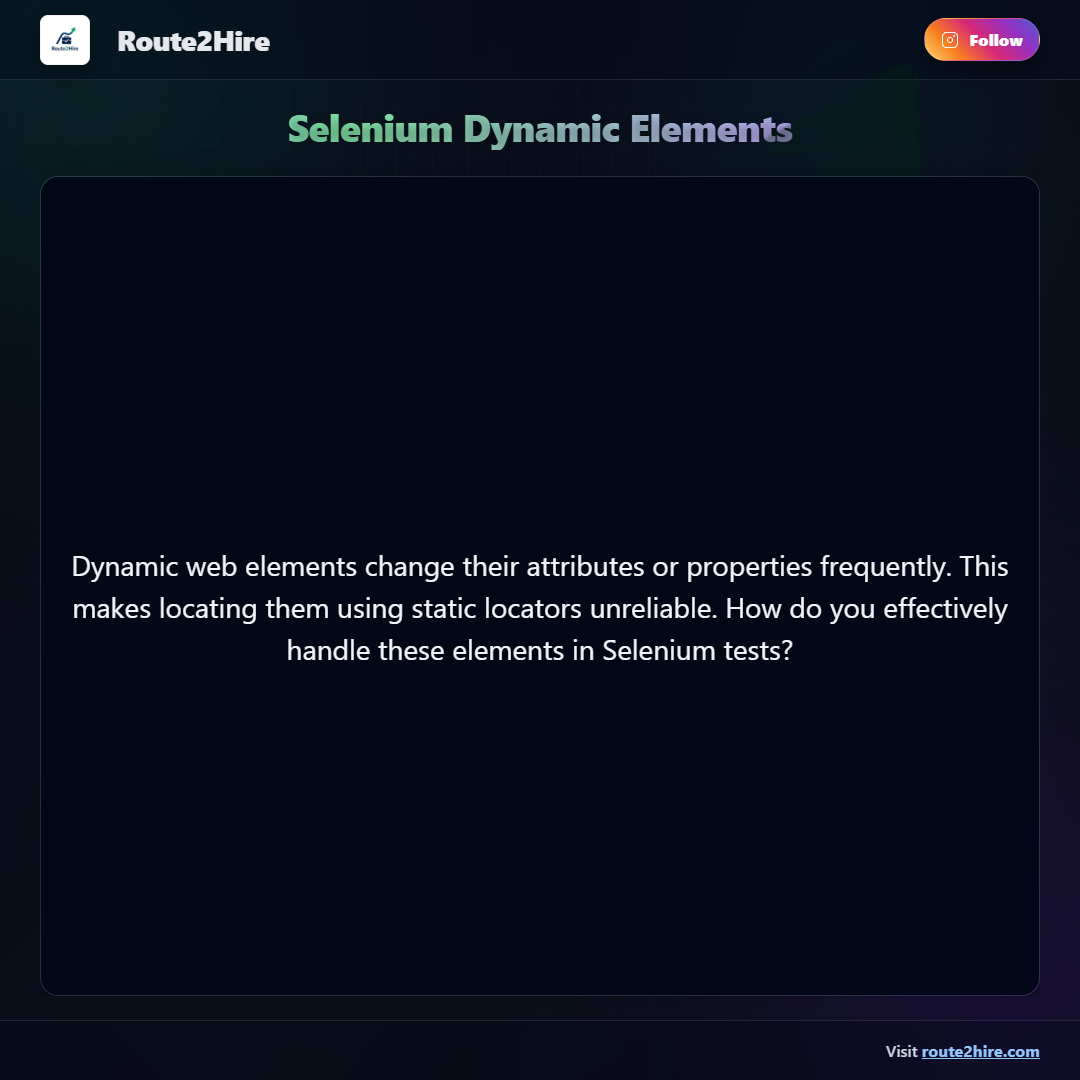 Route2Hire
Route2Hire
Follow
Selenium Dynamic Elements
Dynamic web elements change their attributes or properties frequently. This
makes locating them using static locators unreliable. How do you effectively
handle these elements in Selenium tests?
Visit route2hire.com